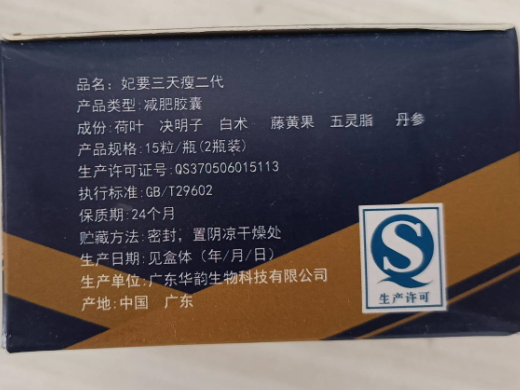 品名：妃要三天瘦二代
产品类型：减肥胶囊
成份：荷叶 决明子 白术 藤黄果 五灵脂 丹参
产品规格：15粒/瓶(2瓶装)
生产许可证号：QS370506015113
执行标准：GB/T29602
保质期：24个月
贮藏方法：密封；置阴凉干燥处
生产日期：见盒体（年/月/日）
生产单位：广东华韵生物科技有限公司
产地：中国 广东
QS
生产许可